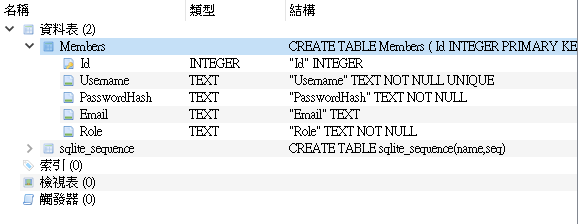 名稱 類型 結構
資料表 (2)
Members CREATE TABLE Members ( Id INTEGER PRIMARY KE
Id INTEGER "Id" INTEGER
Username TEXT "Username" TEXT NOT NULL UNIQUE
PasswordHash TEXT "PasswordHash" TEXT NOT NULL
Email TEXT "Email" TEXT
Role TEXT "Role" TEXT NOT NULL
sqlite_sequence CREATE TABLE sqlite_sequence(name,seq)
索引 (0)
檢視表 (0)
觸發器 (0)